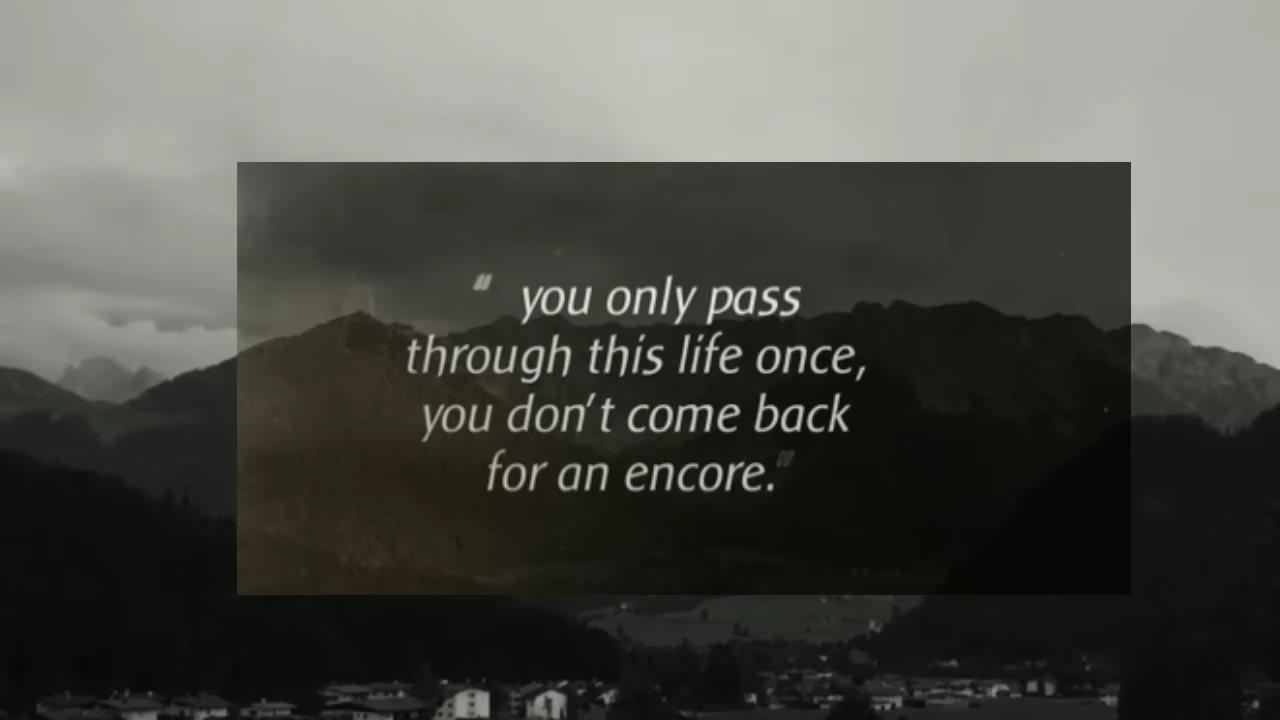 “ you only pass
through this life once,
you don’t come back
for an encore.”